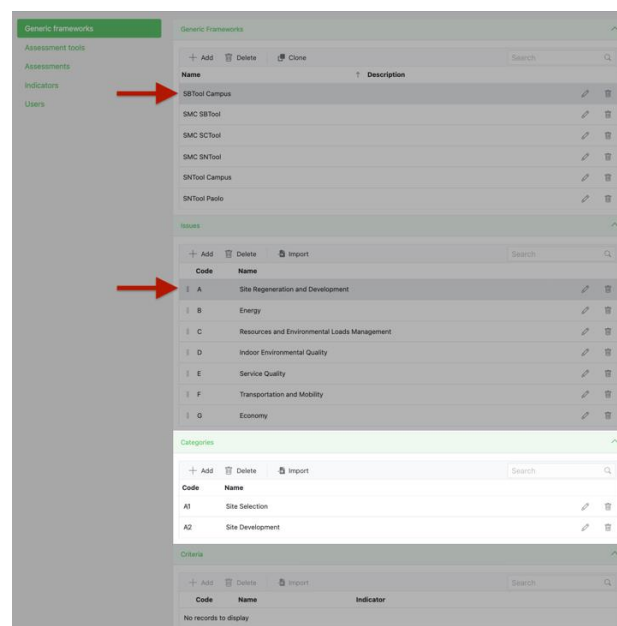 Generic frameworks
Assessment tools
Assessments
Indicators
Users
Generic Frameworks
Add Delete Clone Search
Name Description
SBTool Campus
SMC SBTool
SMC SCTool
SMC SNTool
SNTool Campus
SNTool Paolo
Issues
Add Delete Import Search
Code Name
A Site Regeneration and Development
B Energy
C Resources and Environmental Loads Management
D Indoor Environmental Quality
E Service Quality
F Transportation and Mobility
G Economy
Categories
Add Delete Import Search
Code Name
A1 Site Selection
A2 Site Development
Criteria
Add Delete Import Search
Code Name Indicator
No records to display